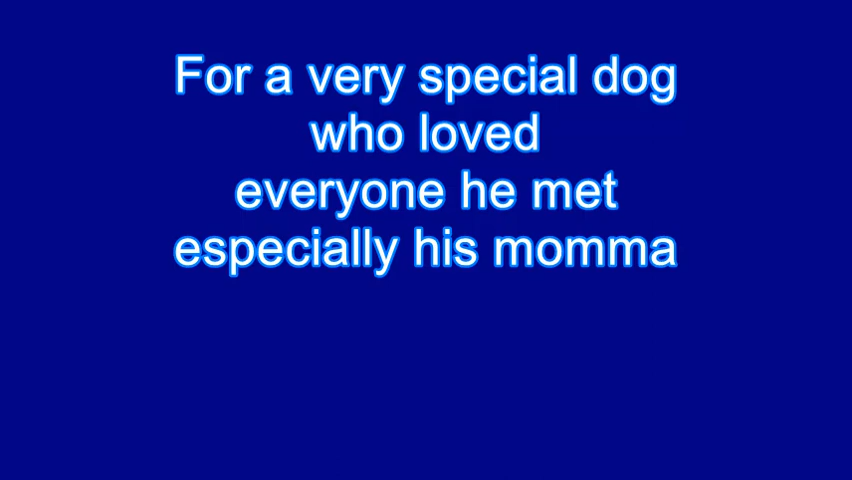 For a very special dog
who loved
everyone he met
especially his momma